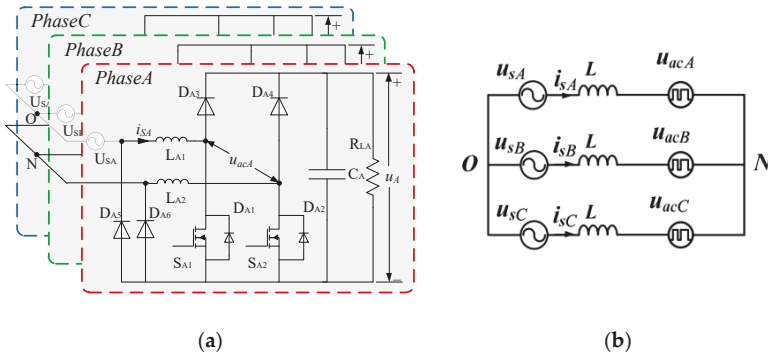 PhaseC
PhaseB
PhaseA
DA3
DA4
USA
O
N
USA
iSA
LA1
uacA
LA2
RLA
CA
uA
+
+
+
DA5
DA6
DA1
DA2
SA1
SA2
(a)
usA
isA
L
uacA
usB
isB
L
uacB
O
N
usC
isC
L
uacC
(b)